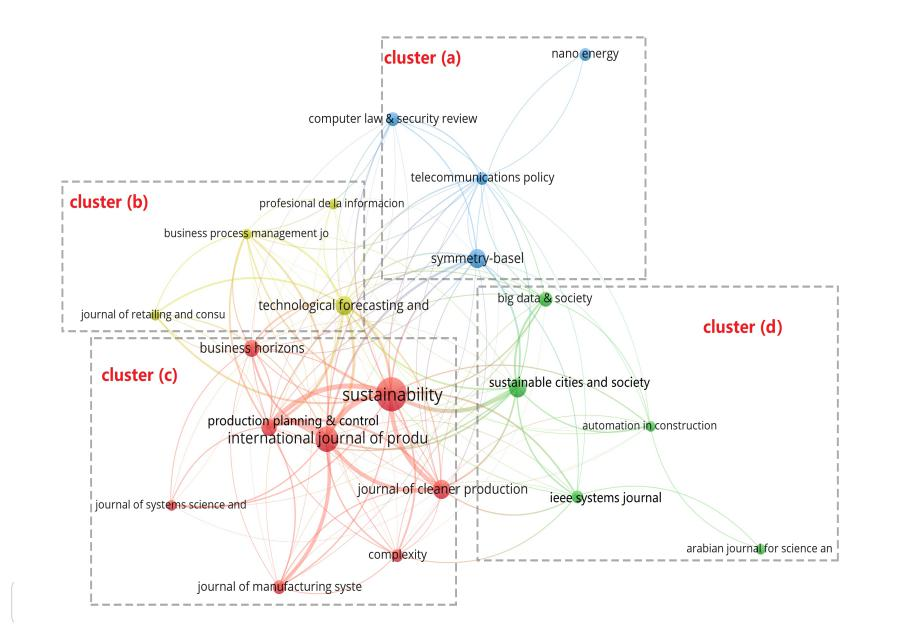 cluster (a)
nano energy
computer law & security review
telecommunications policy
symmetry-basel
cluster (b)
profesional de la informacion
business process management jo
technological forecasting and
journal of retailing and consu
cluster (c)
business horizons
sustainability
production planning & control
international journal of produ
journal of cleaner production
journal of systems science and
complexity
journal of manufacturing syste
cluster (d)
big data & society
sustainable cities and society
automation in construction
ieee systems journal
arabian journal for science an